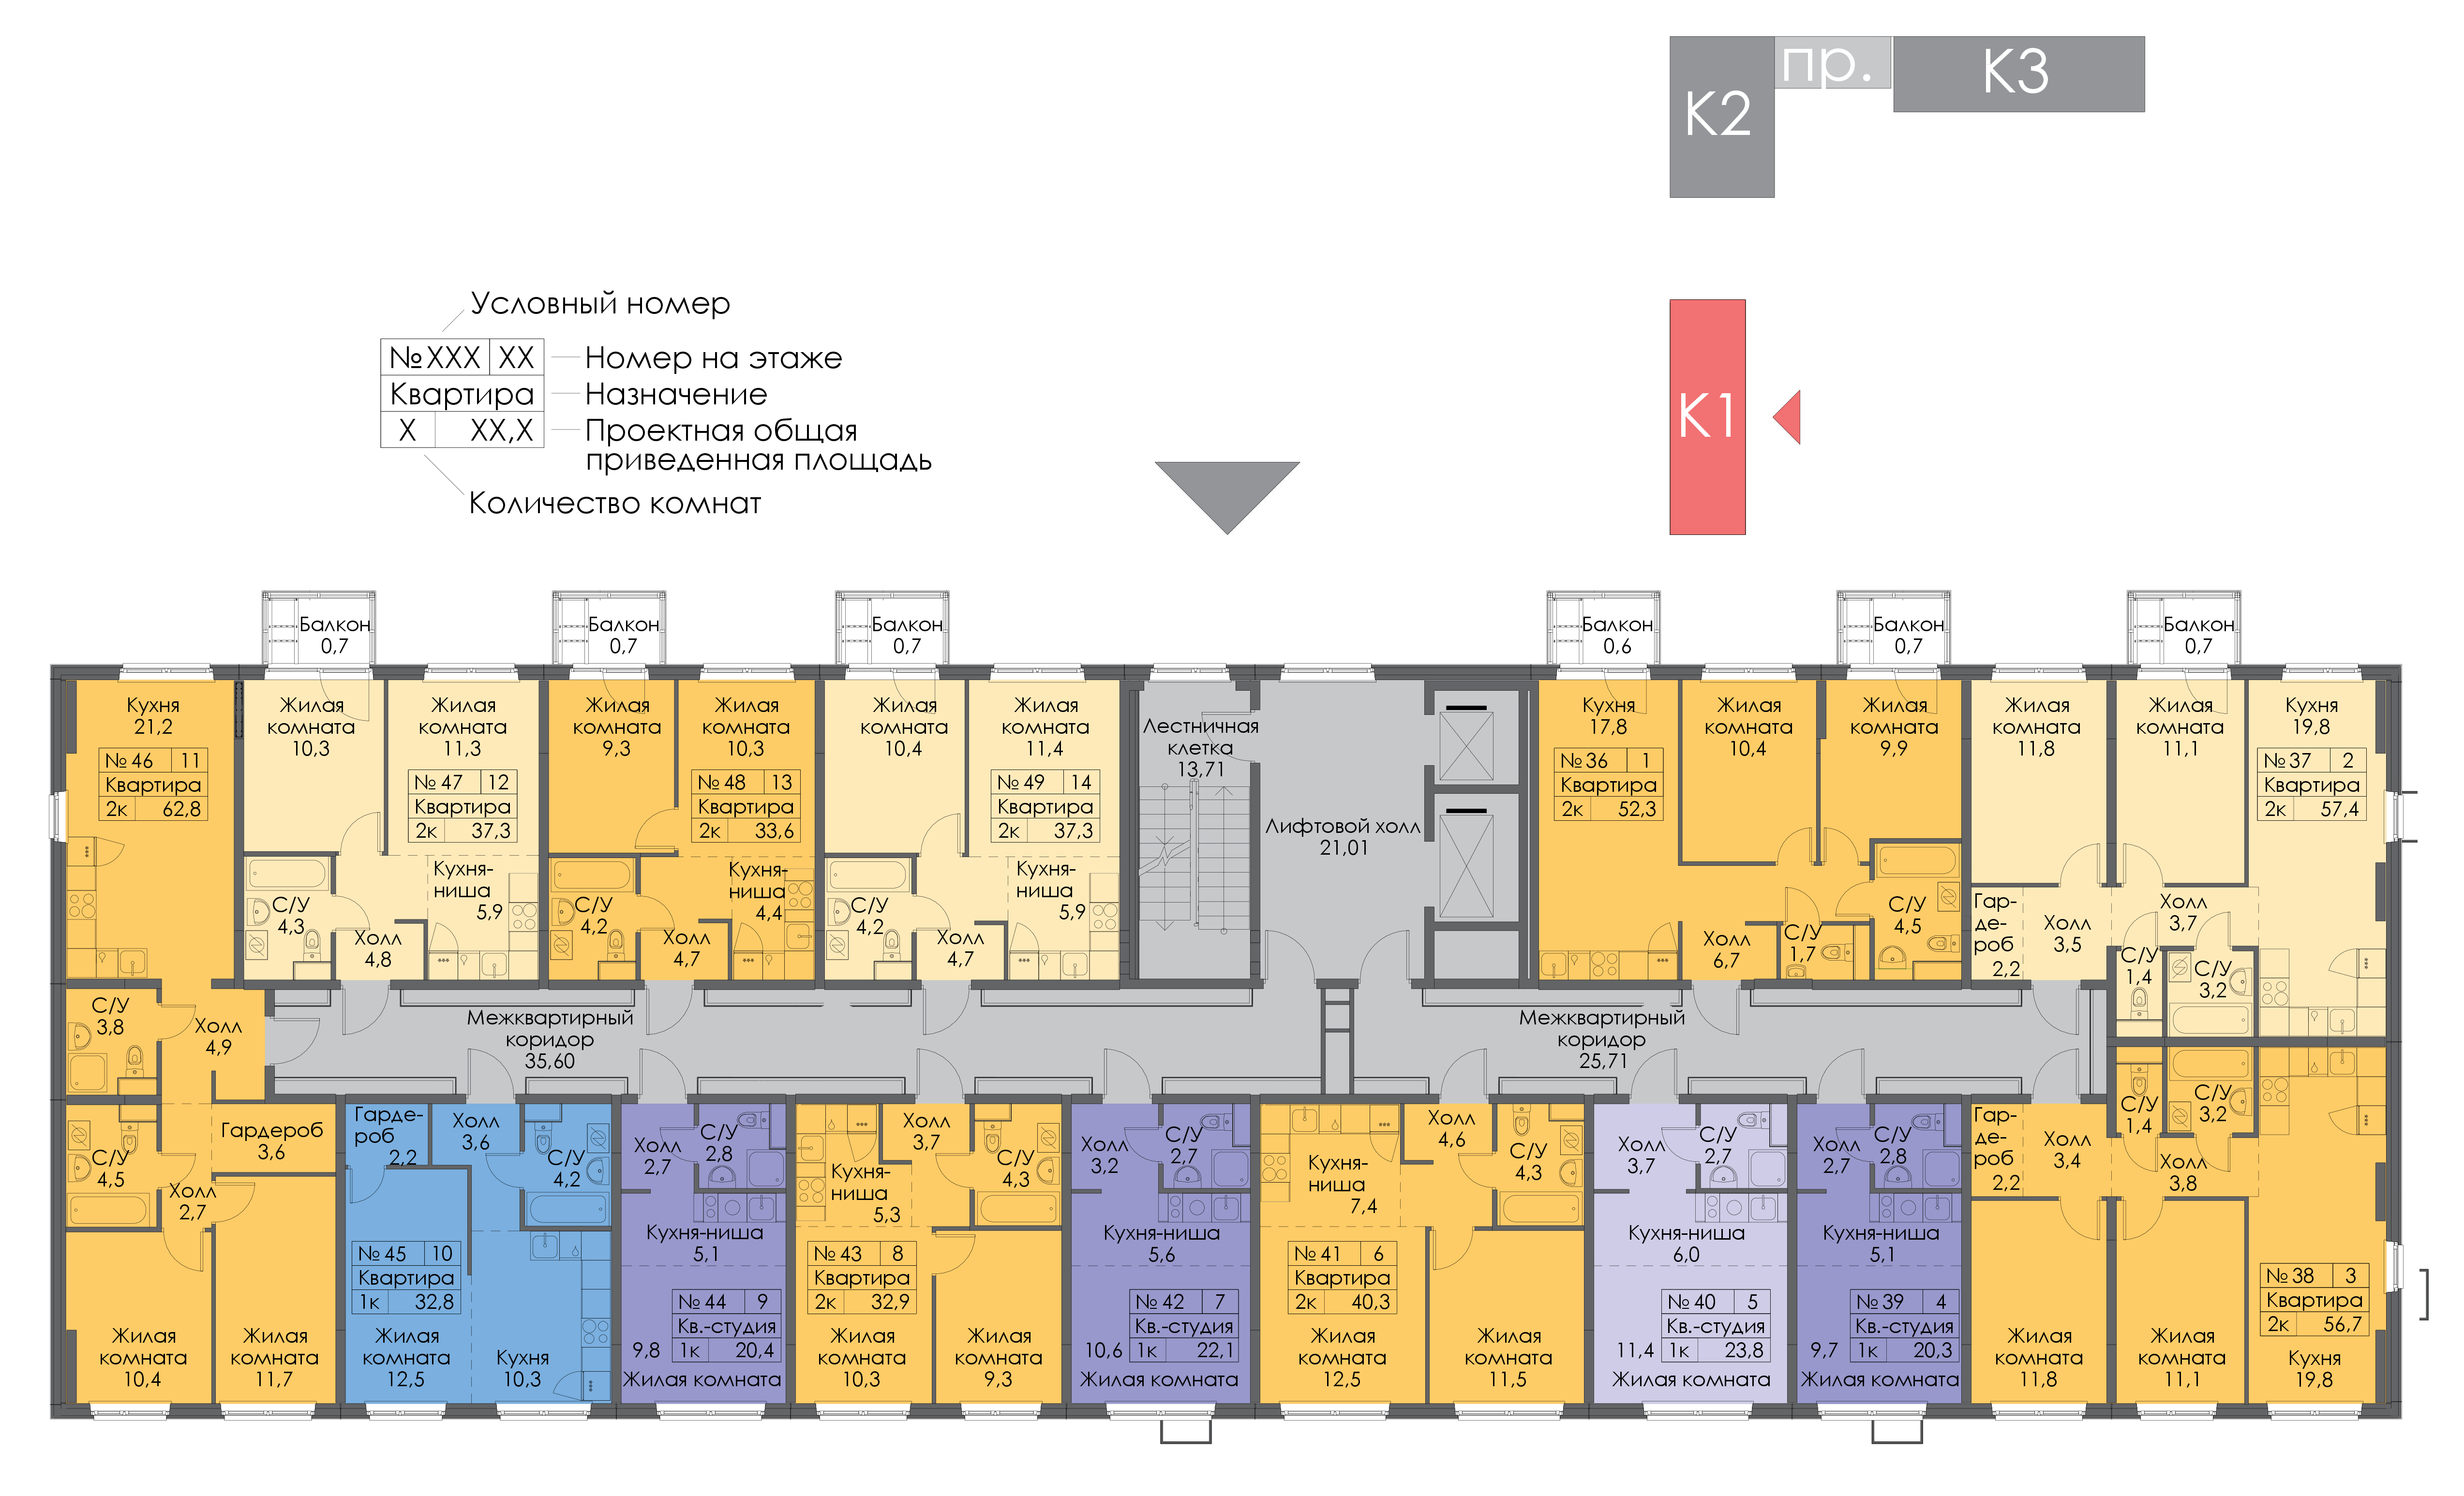 К2
пр.
К3
К1
Условный номер
№XXX XX
Номер на этаже
Квартира
Назначение
X XX,X
Проектная общая
приведенная площадь
Количество комнат
Балкон
0,7
Балкон
0,7
Балкон
0,7
Балкон
0,6
Балкон
0,7
Балкон
0,7
Кухня
21,2
№ 46 11
Квартира
2к 62,8
С/У
3,8
Холл
4,9
С/У
4,5
Гардероб
3,6
Холл
2,7
Жилая
комната
10,4
Жилая
комната
11,7
Жилая
комната
10,3
Жилая
комната
11,3
№ 47 12
Квартира
2к 37,3
Кухня-
ниша
5,9
С/У
4,3
Холл
4,8
Жилая
комната
9,3
Жилая
комната
10,3
№ 48 13
Квартира
2к 33,6
Кухня-
ниша
4,4
С/У
4,2
Холл
4,7
Жилая
комната
10,4
Жилая
комната
11,4
№ 49 14
Квартира
2к 37,3
Кухня-
ниша
5,9
С/У
4,2
Холл
4,7
Лестничная
клетка
13,71
Лифтовой холл
21,01
Кухня
17,8
№ 36 1
Квартира
2к 52,3
Жилая
комната
10,4
Жилая
комната
9,9
Холл
6,7
С/У
1,7
С/У
4,5
Жилая
комната
11,8
Жилая
комната
11,1
Кухня
19,8
№ 37 2
Квартира
2к 57,4
Гар-
де-
роб
2,2
Холл
3,5
Холл
3,7
С/У
1,4
С/У
3,2
Межквартирный
коридор
35,60
Межквартирный
коридор
25,71
Гарде-
роб
2,2
Холл
3,6
С/У
4,2
№ 45 10
Квартира
1к 32,8
Жилая
комната
12,5
Кухня
10,3
Холл
2,7
С/У
2,8
Кухня-ниша
5,1
№ 44 9
Кв.-студия
9,8 1к 20,4
Жилая комната
Холл
3,7
Кухня-
ниша
5,3
С/У
4,3
№ 43 8
Квартира
2к 32,9
Жилая
комната
10,3
Жилая
комната
9,3
Холл
3,2
С/У
2,7
Кухня-ниша
5,6
№ 42 7
Кв.-студия
10,6 1к 22,1
Жилая комната
Кухня-
ниша
7,4
Холл
4,6
С/У
4,3
№ 41 6
Квартира
2к 40,3
Жилая
комната
12,5
Жилая
комната
11,5
Холл
3,7
С/У
2,7
Кухня-ниша
6,0
№ 40 5
Кв.-студия
11,4 1к 23,8
Жилая комната
Холл
2,7
С/У
2,8
Кухня-ниша
5,1
№ 39 4
Кв.-студия
9,7 1к 20,3
Жилая комната
Гар-
де-
роб
2,2
Холл
3,4
С/У
1,4
С/У
3,2
Холл
3,8
№ 38 3
Квартира
2к 56,7
Жилая
комната
11,8
Жилая
комната
11,1
Кухня
19,8